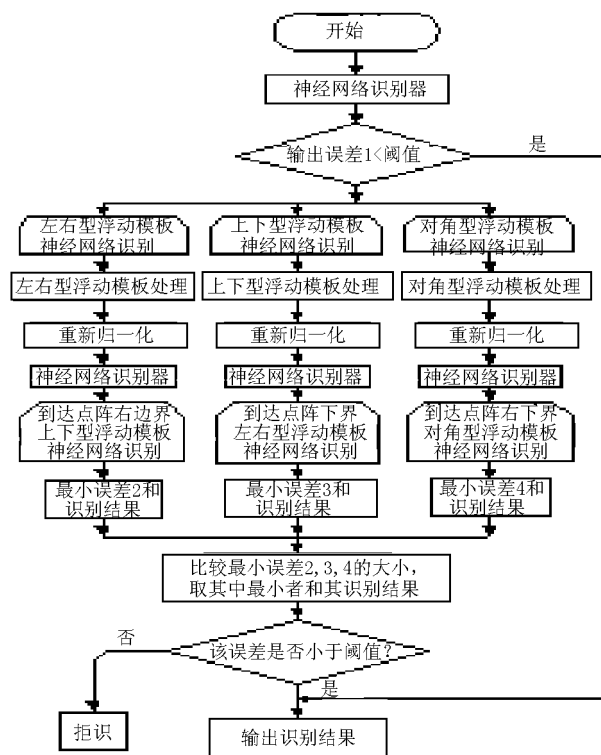 开始
神经网络识别器
输出误差1<阈值
是
左右型浮动模板
神经网络识别
上下型浮动模板
神经网络识别
对角型浮动模板
神经网络识别
左右型浮动模板处理
上下型浮动模板处理
对角型浮动模板处理
重新归一化
重新归一化
重新归一化
神经网络识别器
神经网络识别器
神经网络识别器
到达点阵右边界
上下型浮动模板
神经网络识别
到达点阵下界
左右型浮动模板
神经网络识别
到达点阵右下界
对角型浮动模板
神经网络识别
最小误差2和
识别结果
最小误差3和
识别结果
最小误差4和
识别结果
比较最小误差2,3,4的大小,
取其中最小者和其识别结果
否
该误差是否小于阈值?
是
拒识
输出识别结果